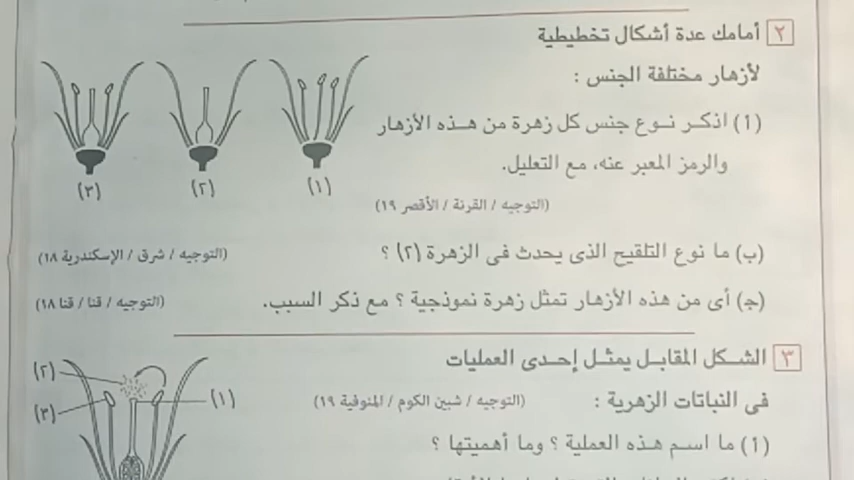 ٢ أمامك عدة أشكال تخطيطية
لأزهار مختلفة الجنس :
(١) اذكـر نـوع جنس كل زهرة من هـذه الأزهار
والرمز المعبر عنه، مع التعليل.
(التوجيه / القرنة / الأقصر ١٩)
(١)
(٢)
(٣)
(ب) ما نوع التلقيح الذى يحدث فى الزهرة (٢) ؟ (التوجيه / شرق / الإسكندرية ١٨)
(ج) أى من هذه الأزهار تمثل زهرة نموذجية ؟ مع ذكر السبب. (التوجيه / قنا / قنا ١٨)
٣ الشكل المقابل يمثل إحدى العمليات
فى النباتات الزهرية : (التوجيه / شبين الكوم / المنوفية ١٩)
(١) ما اسم هذه العملية ؟ وما أهميتها ؟
(١)
(٢)
(٣)